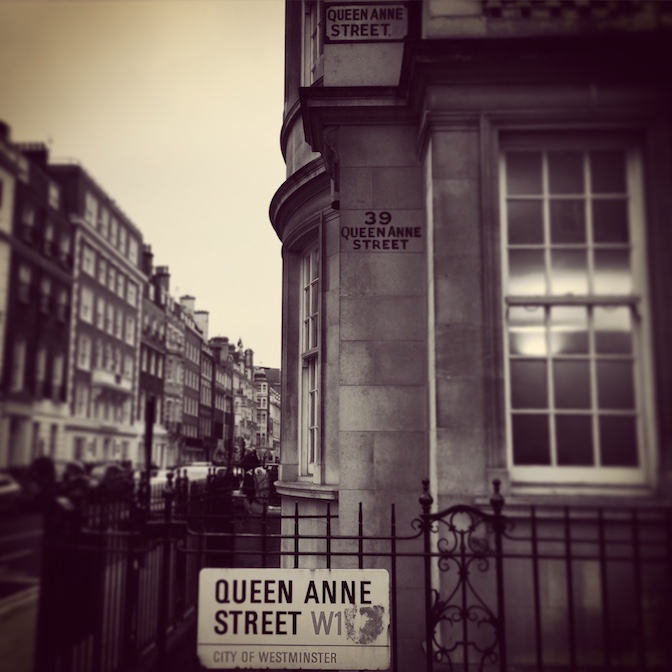 QUEEN ANNE
STREET.
39
QUEEN ANNE
STREET
QUEEN ANNE
STREET W1
CITY OF WESTMINSTER